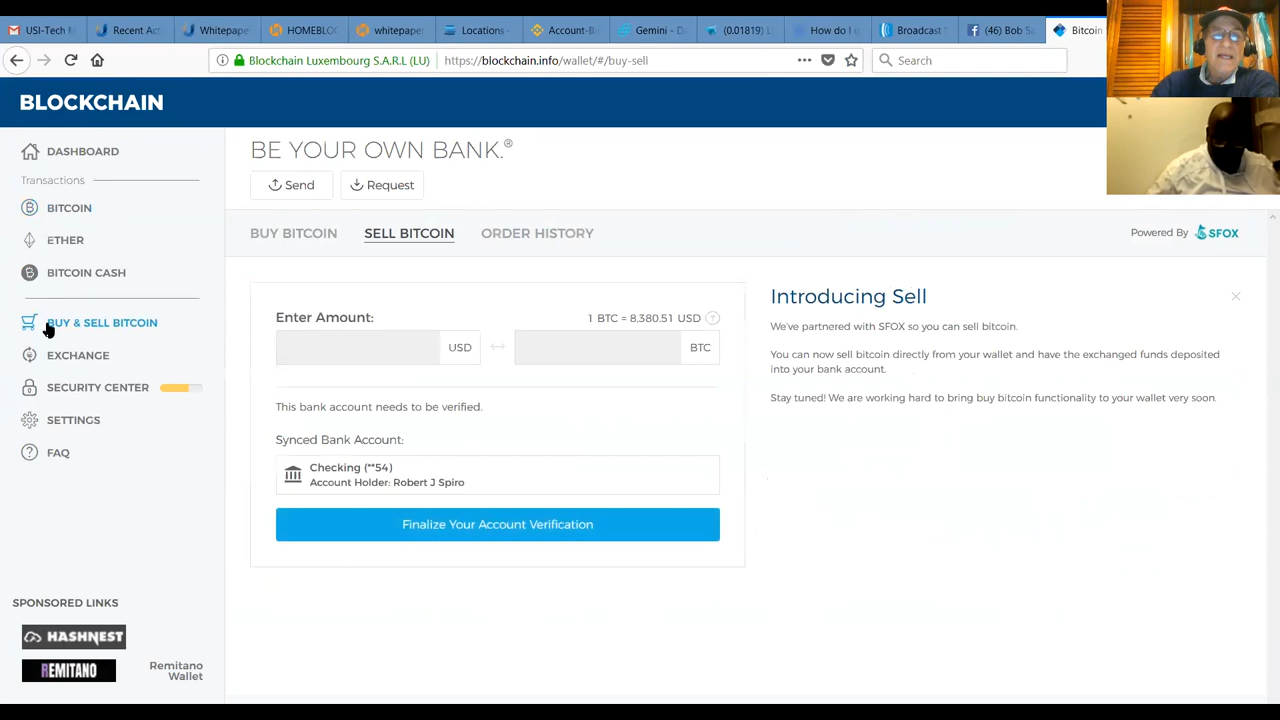 USI-Tech M
Recent Ac
Whitepape
HOMEBLO
whitepape
Locations
Account-B
Gemini - D
(0.01819) L
How do I
Broadcast
(46) Bob S
Bitcoin
Blockchain Luxembourg S.A.R.L (LU
ttps://blockchain.info/wallet/#/buy-sell
Search
BLOCKCHAIN
DASHBOARD
Transactions
BITCOIN
ETHER
BITCOIN CASH
BUY & SELL BITCOIN
EXCHANGE
SECURITY CENTER
SETTINGS
FAQ
SPONSORED LINKS
HASHNEST
REMITANO
Remitano
Wallet
BE YOUR OWN BANK.®
Send
Request
BUY BITCOIN
SELL BITCOIN
ORDER HISTORY
Powered By SFOX
Enter Amount:
1 BTC = 8,380.51 USD ?
USD
BTC
This bank account needs to be verified.
Synced Bank Account:
Checking (**54)
Account Holder: Robert J Spiro
Finalize Your Account Verification
Introducing Sell
We've partnered with SFOX so you can sell bitcoin.
You can now sell bitcoin directly from your wallet and have the exchanged funds deposited
into your bank account.
Stay tuned! We are working hard to bring buy bitcoin functionality to your wallet very soon.